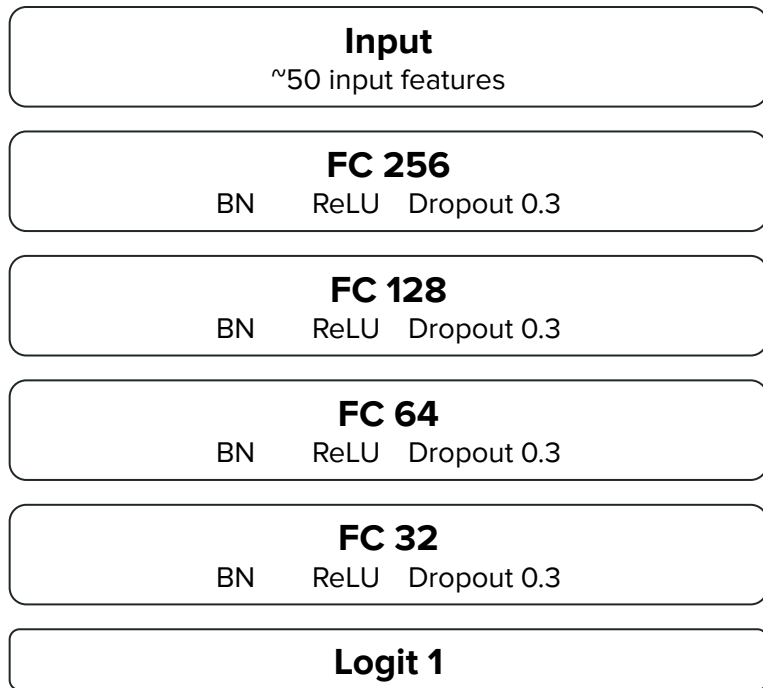 Input
~50 input features
FC 256
BN ReLU Dropout 0.3
FC 128
BN ReLU Dropout 0.3
FC 64
BN ReLU Dropout 0.3
FC 32
BN ReLU Dropout 0.3
Logit 1